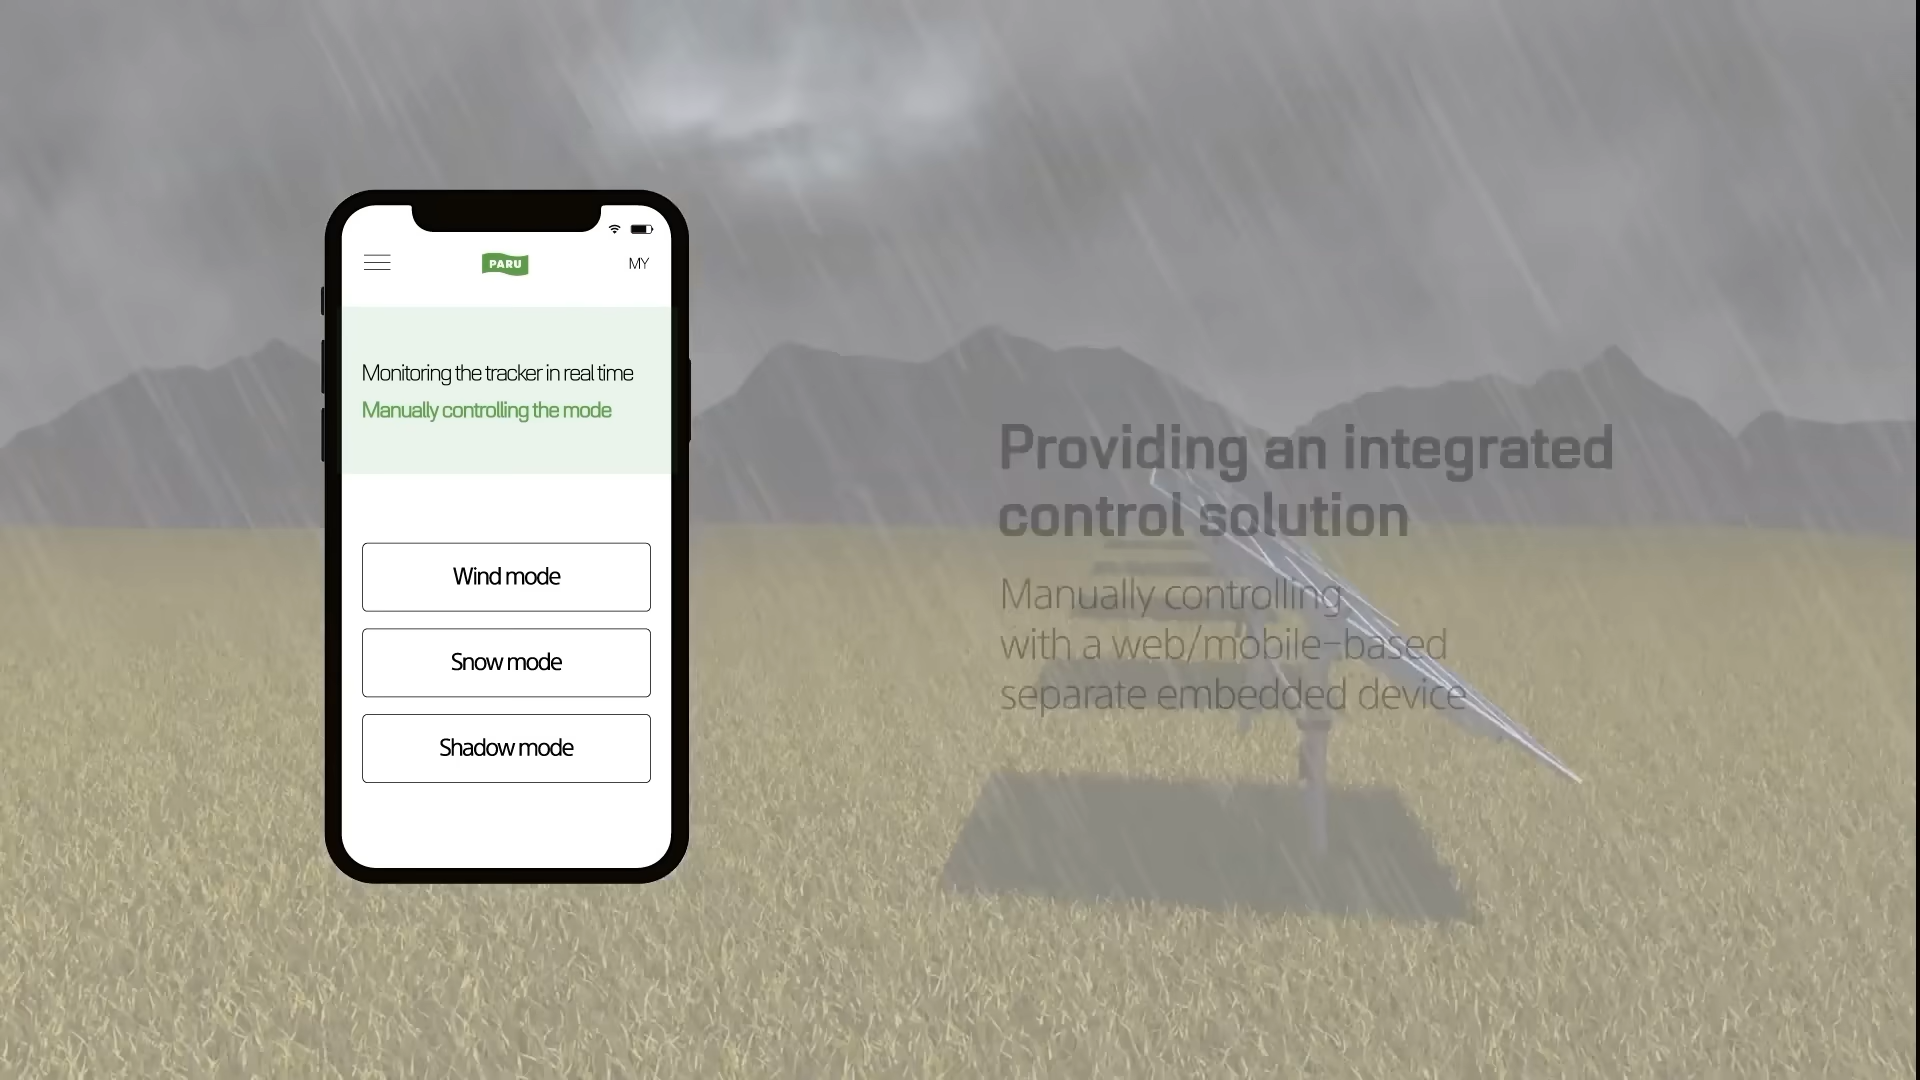 PARU
MY
Monitoring the tracker in real time
Manually controlling the mode
Wind mode
Snow mode
Shadow mode
Providing an integrated
control solution
Manually controlling
with a web/mobile-based
separate embedded device